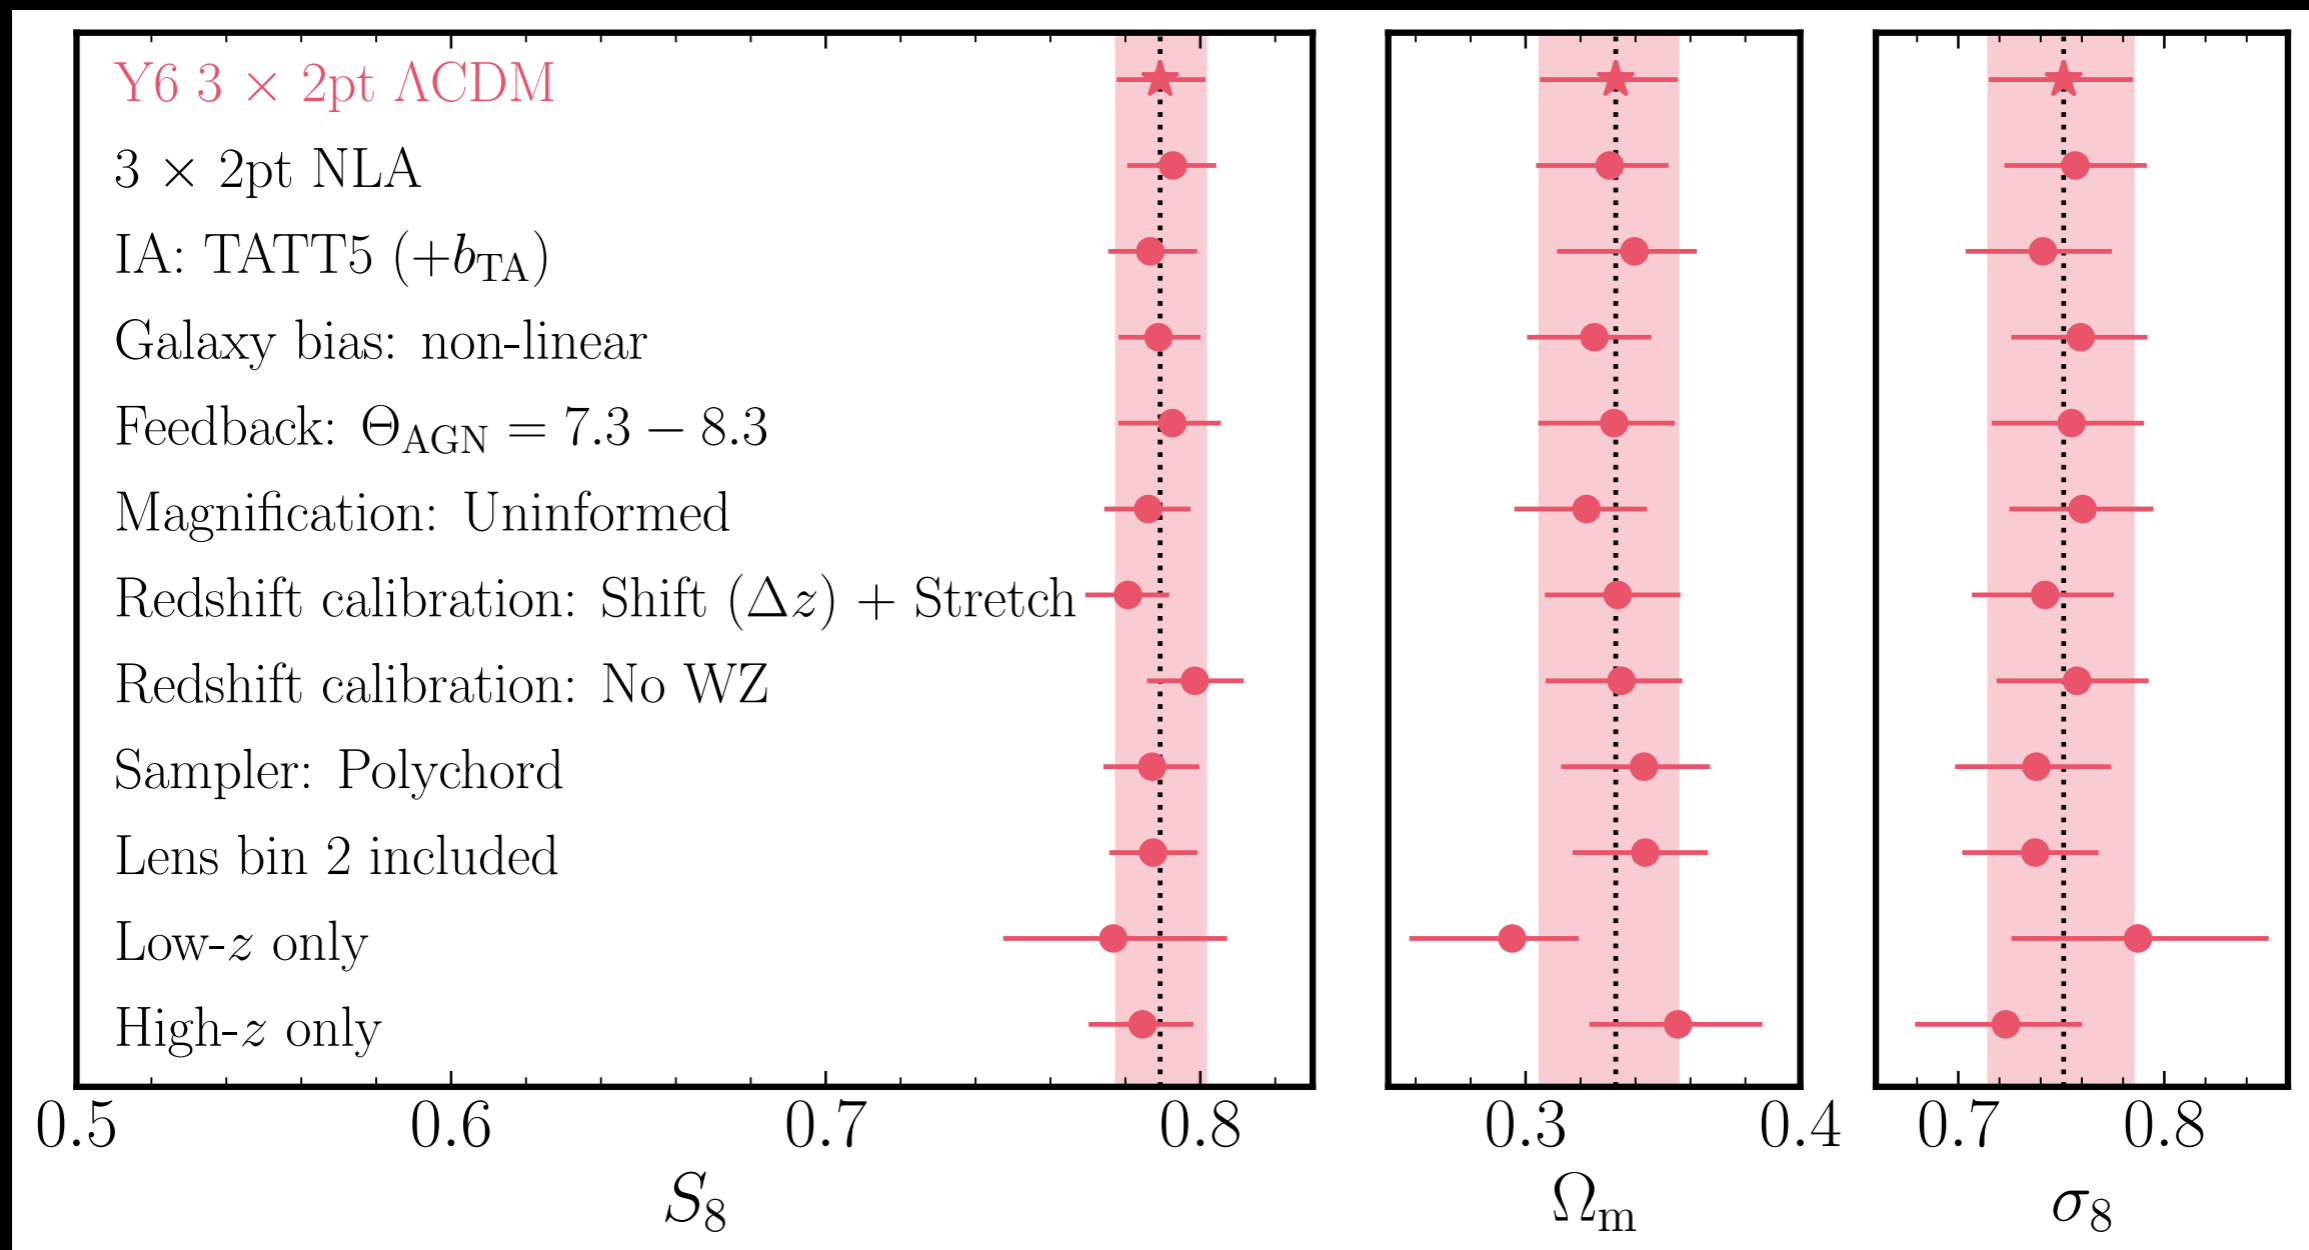 Y6 3 × 2pt ΛCDM
3 × 2pt NLA
IA: TATT5 (+b_TA)
Galaxy bias: non-linear
Feedback: Θ_AGN = 7.3 − 8.3
Magnification: Uninformed
Redshift calibration: Shift (Δz) + Stretch
Redshift calibration: No WZ
Sampler: Polychord
Lens bin 2 included
Low-z only
High-z only
0.5 0.6 0.7 0.8 0.3 0.4 0.7 0.8
S_8 Ω_m σ_8